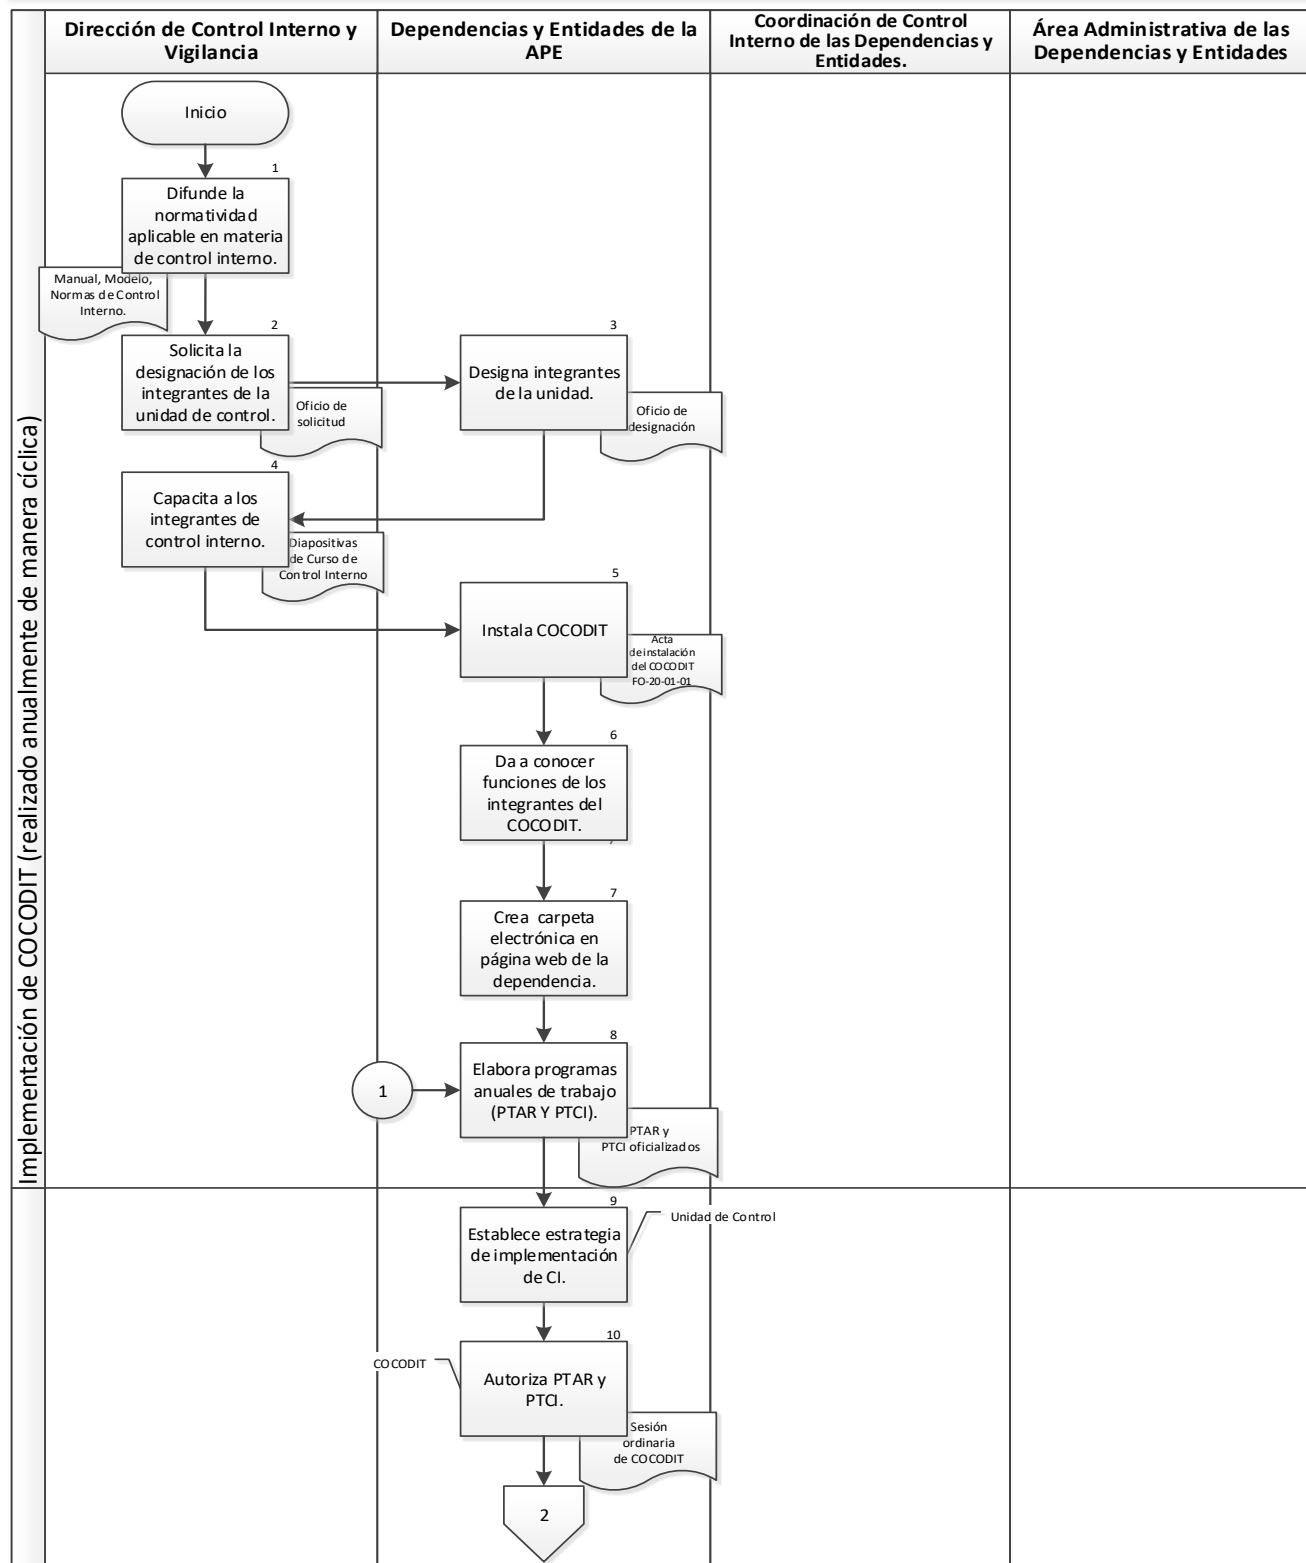 Dirección de Control Interno y
Vigilancia
Dependencias y Entidades de la
APE
Coordinación de Control
Interno de las Dependencias y
Entidades.
Área Administrativa de las
Dependencias y Entidades
Implementación de COCODIT (realizado anualmente de manera cíclica)
Inicio
1
Difunde la
normatividad
aplicable en materia
de control interno.
Manual, Modelo,
Normas de Control
Interno.
2
Solicita la
designación de los
integrantes de la
unidad de control.
Oficio de
solicitud
3
Designa integrantes
de la unidad.
Oficio de
designación
4
Capacita a los
integrantes de
control interno.
Diapositivas
de Curso de
Control Interno
5
Instala COCODIT
Acta
de instalación
del COCODIT
FO-20-01-01
6
Da a conocer
funciones de los
integrantes del
COCODIT.
7
Crea carpeta
electrónica en
página web de la
dependencia.
8
1
Elabora programas
anuales de trabajo
(PTAR Y PTCI).
PTAR y
PTCI oficializados
9
Establece estrategia
de implementación
de CI.
Unidad de Control
10
COCODIT
Autoriza PTAR y
PTCI.
Sesión
ordinaria
de COCODIT
2